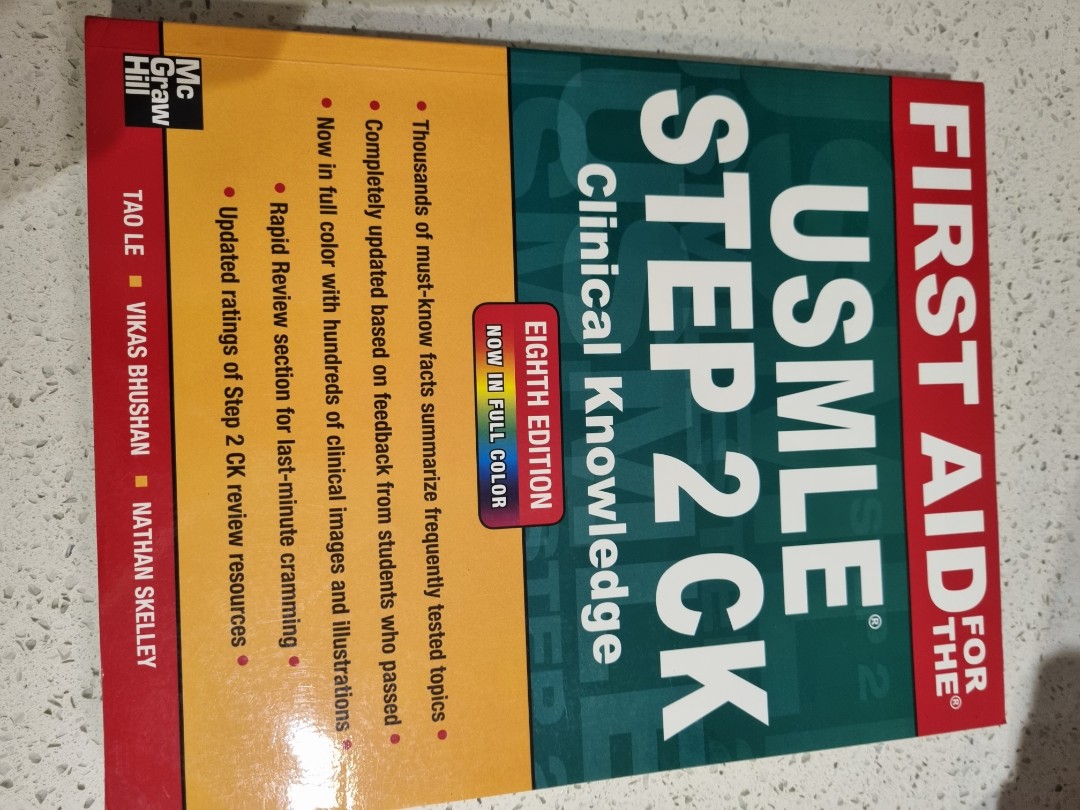 FIRST AID FOR THE®
USMLE®
STEP 2 CK
Clinical Knowledge
EIGHTH EDITION
NOW IN FULL COLOR
• Thousands of must-know facts summarize frequently tested topics •
• Completely updated based on feedback from students who passed •
• Now in full color with hundreds of clinical images and illustrations •
• Rapid Review section for last-minute cramming •
• Updated ratings of Step 2 CK review resources •
Mc
Graw
Hill
TAO LE ▪ VIKAS BHUSHAN ▪ NATHAN SKELLEY